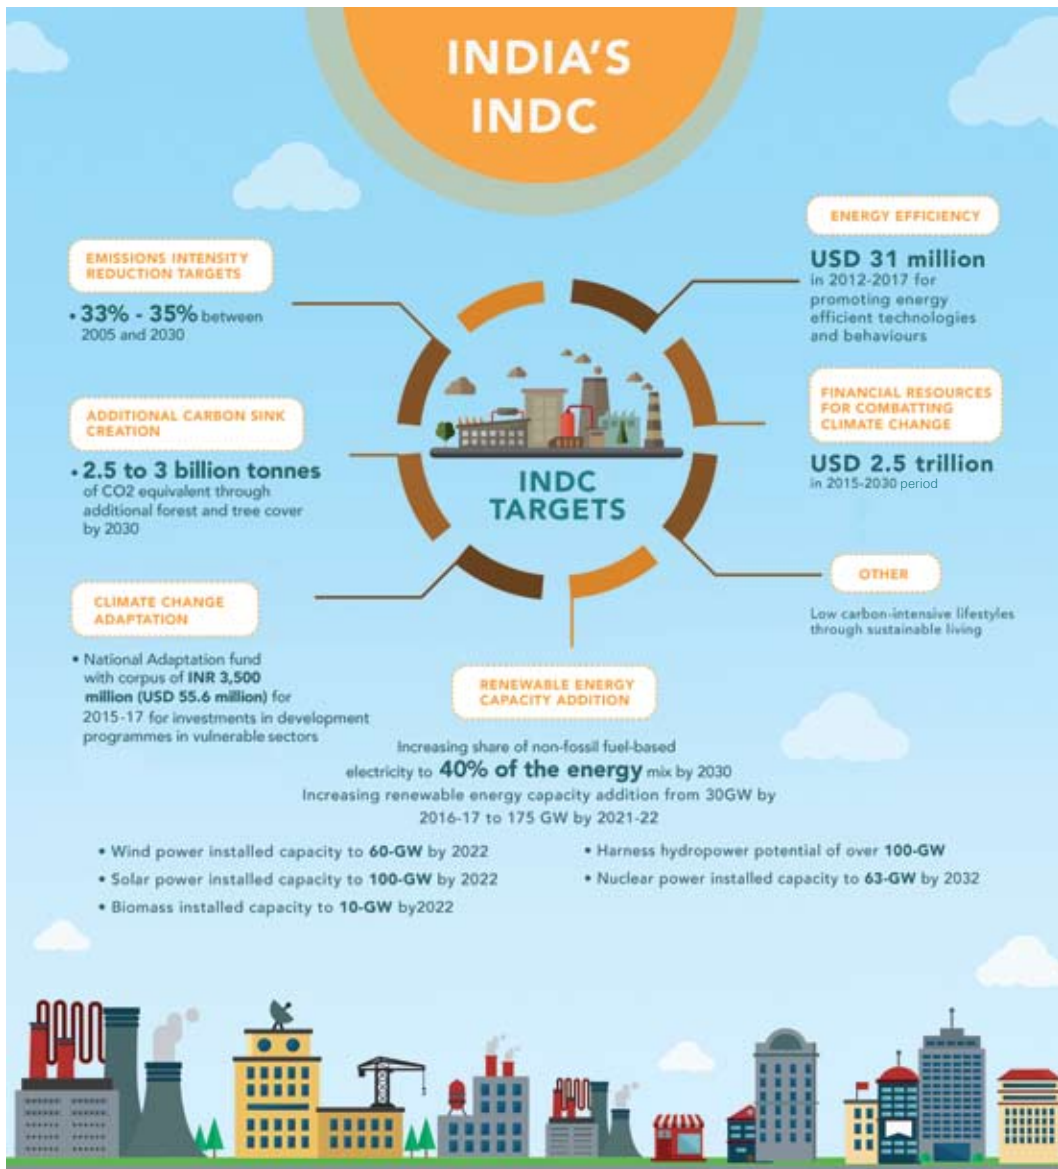 INDIA'S
INDC
EMISSIONS INTENSITY
REDUCTION TARGETS
• 33% - 35% between
2005 and 2030
ADDITIONAL CARBON SINK
CREATION
• 2.5 to 3 billion tonnes
of CO2 equivalent through
additional forest and tree cover
by 2030
CLIMATE CHANGE
ADAPTATION
• National Adaptation fund
with corpus of INR 3,500
million (USD 55.6 million) for
2015-17 for investments in development
programmes in vulnerable sectors
INDC
TARGETS
ENERGY EFFICIENCY
USD 31 million
in 2012-2017 for
promoting energy
efficient technologies
and behaviours
FINANCIAL RESOURCES
FOR COMBATTING
CLIMATE CHANGE
USD 2.5 trillion
in 2015-2030 period
OTHER
Low carbon-intensive lifestyles
through sustainable living
RENEWABLE ENERGY
CAPACITY ADDITION
Increasing share of non-fossil fuel-based
electricity to 40% of the energy mix by 2030
Increasing renewable energy capacity addition from 30GW by
2016-17 to 175 GW by 2021-22
• Wind power installed capacity to 60-GW by 2022
• Solar power installed capacity to 100-GW by 2022
• Biomass installed capacity to 10-GW by2022
• Harness hydropower potential of over 100-GW
• Nuclear power installed capacity to 63-GW by 2032